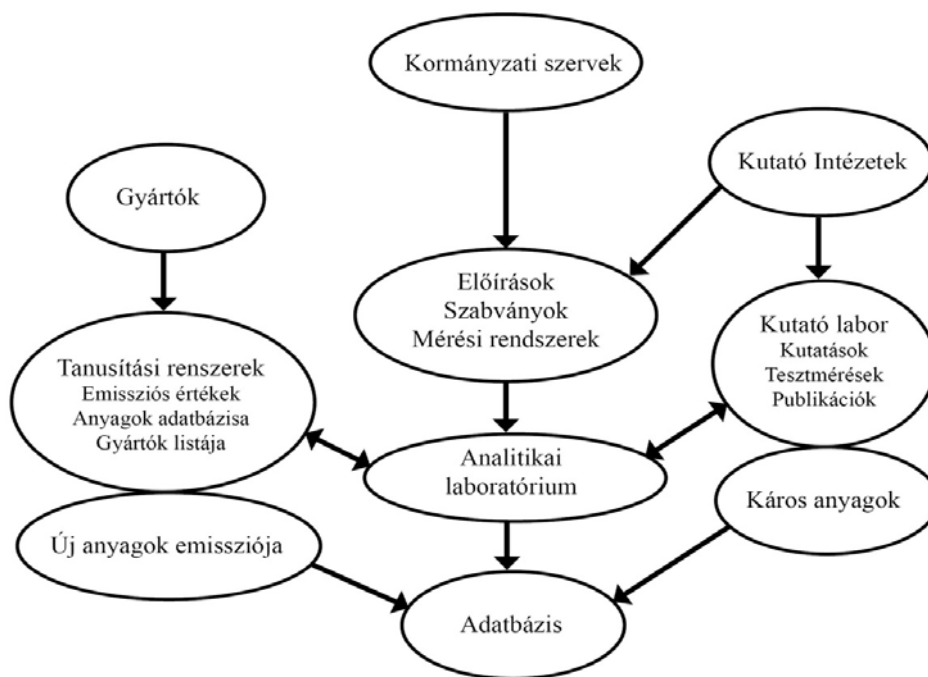 Kormányzati szervek
Kutató Intézetek
Gyártók
Előírások
Szabványok
Mérési rendszerek
Tanusítási renszerek
Emissziós értékek
Anyagok adatbázisa
Gyártók listája
Kutató labor
Kutatások
Tesztmérések
Publikációk
Analitikai
laboratórium
Új anyagok emissziója
Káros anyagok
Adatbázis